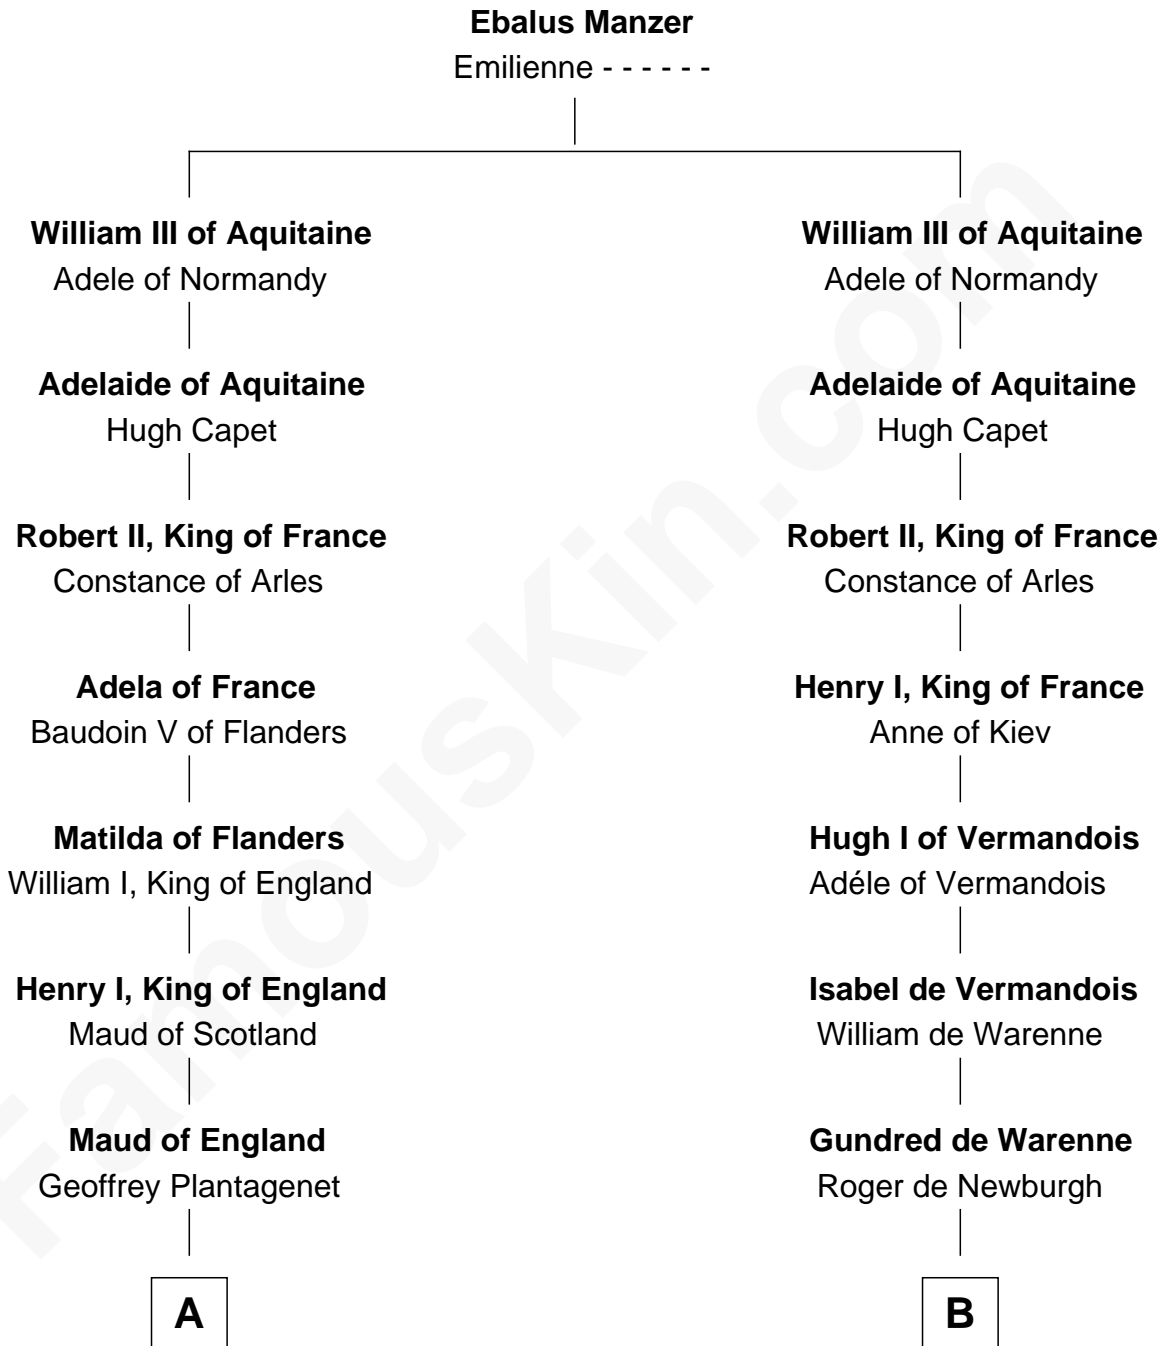 Ebalus Manzer
Emilienne - - - - - -
William III of Aquitaine
Adele of Normandy
Adelaide of Aquitaine
Hugh Capet
Robert II, King of France
Constance of Arles
Adela of France
Baudoin V of Flanders
Matilda of Flanders
William I, King of England
Henry I, King of England
Maud of Scotland
Maud of England
Geoffrey Plantagenet
A
William III of Aquitaine
Adele of Normandy
Adelaide of Aquitaine
Hugh Capet
Robert II, King of France
Constance of Arles
Henry I, King of France
Anne of Kiev
Hugh I of Vermandois
Adéle of Vermandois
Isabel de Vermandois
William de Warenne
Gundred de Warenne
Roger de Newburgh
B
FamousKin.com